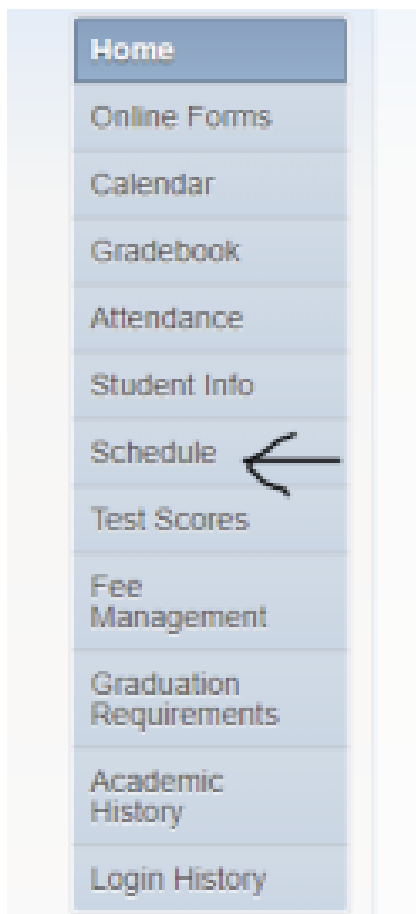 Home
Online Forms
Calendar
Gradebook
Attendance
Student Info
Schedule
Test Scores
Fee
Management
Graduation
Requirements
Academic
History
Login History